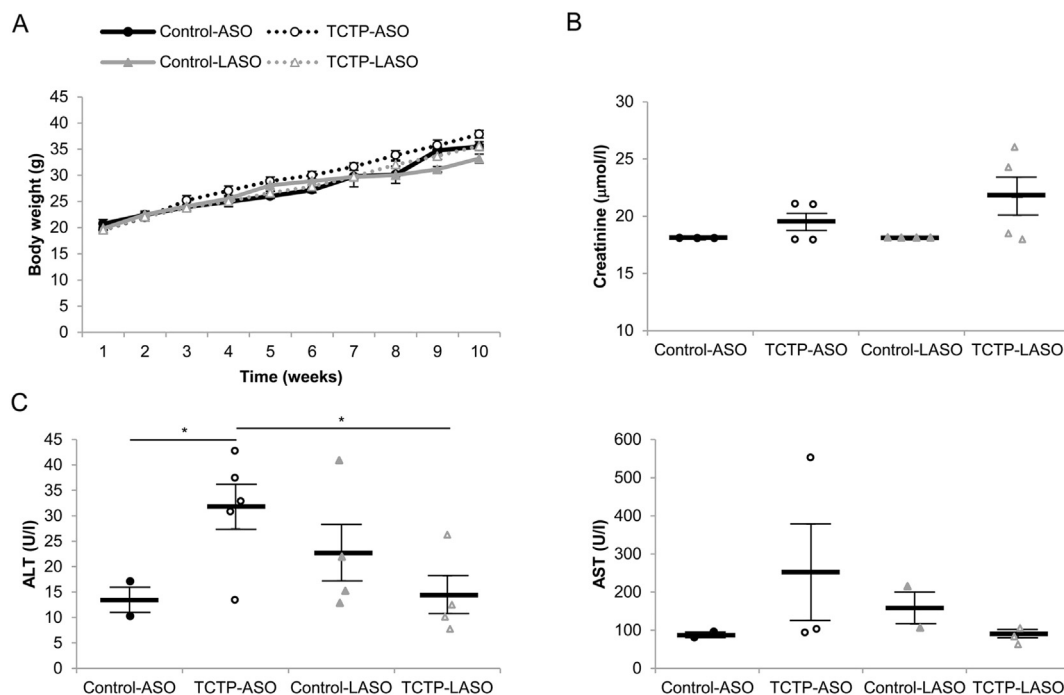 A
Control-ASO TCTP-ASO
Control-LASO TCTP-LASO
Body weight (g)
45
40
35
30
25
20
15
10
5
0
1 2 3 4 5 6 7 8 9 10
Time (weeks)
B
Creatinine (μmol/l)
30
25
20
15
10
Control-ASO TCTP-ASO Control-LASO TCTP-LASO
C
* *
ALT (U/l)
45
40
35
30
25
20
15
10
5
0
Control-ASO TCTP-ASO Control-LASO TCTP-LASO
AST (U/l)
600
500
400
300
200
100
0
Control-ASO TCTP-ASO Control-LASO TCTP-LASO